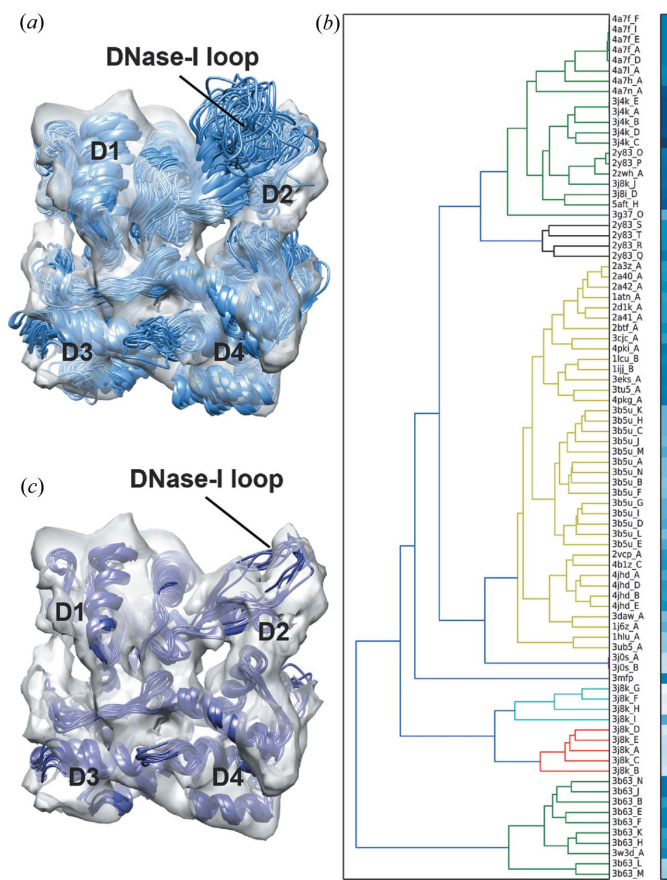 (a)
DNase-I loop
D1
D2
D3
D4
(c)
DNase-I loop
D1
D2
D3
D4
(b)
4a7f_F
4a7f_I
4a7f_E
4a7f_A
4a7f_D
4a7l_A
4a7h_A
4a7n_A
3j4k_E
3j4k_A
3j4k_B
3j4k_D
3j4k_C
2y83_O
2y83_P
2zwh_A
3j8k_J
3j8i_D
5aft_H
3g37_O
2y83_S
2y83_T
2y83_R
2y83_Q
2a3z_A
2a40_A
2a42_A
1atn_A
2d1k_A
2a41_A
2btf_A
3cjc_A
4pki_A
1lcu_B
1ijj_B
3eks_A
3tu5_A
4pkg_A
3b5u_K
3b5u_H
3b5u_C
3b5u_J
3b5u_M
3b5u_A
3b5u_N
3b5u_B
3b5u_F
3b5u_G
3b5u_I
3b5u_D
3b5u_L
3b5u_E
2vcp_A
4b1z_C
4jhd_A
4jhd_D
4jhd_B
4jhd_E
3daw_A
1j6z_A
1hlu_A
3ub5_A
3j0s_A
3j0s_B
3mfp
3j8k_G
3j8k_F
3j8k_H
3j8k_I
3j8k_D
3j8k_E
3j8k_A
3j8k_C
3j8k_B
3b63_N
3b63_J
3b63_B
3b63_E
3b63_F
3b63_K
3b63_H
3w3d_A
3b63_L
3b63_M